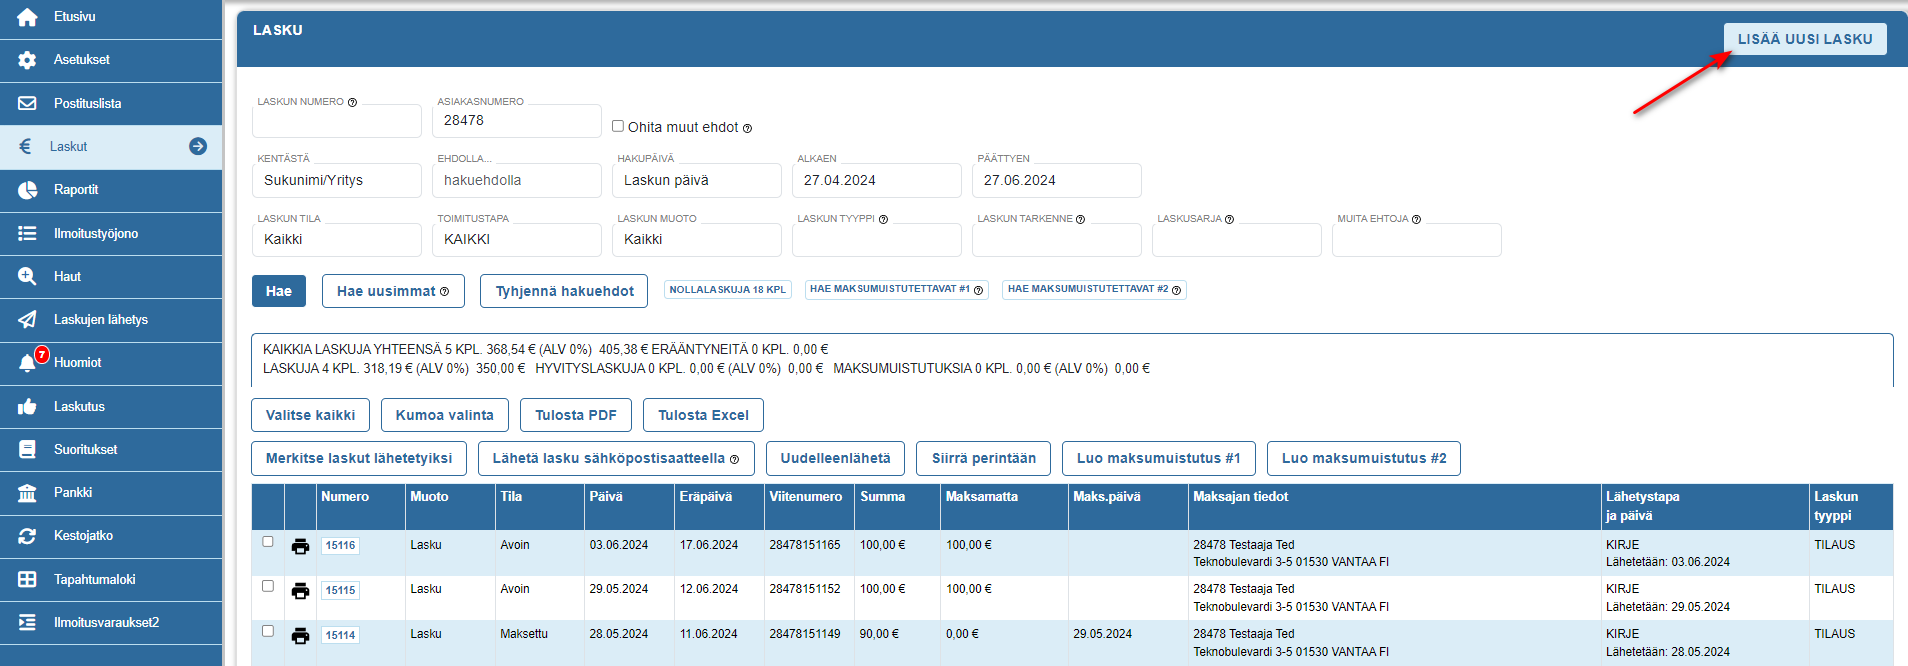 Etusivu
Asetukset
Postituslista
€ Laskut
Raportit
Ilmoitustyöjono
Haut
Laskujen lähetys
7
Huomiot
Laskutus
Suoritukset
Pankki
Kestojatko
Tapahtumaloki
Ilmoitusvaraukset2
LASKU
LISÄÄ UUSI LASKU
LASKUN NUMERO ? ASIAKASNUMERO
28478
Ohita muut ehdot ?
KENTÄSTÄ EHDOLLA... HAKUPÄIVÄ ALKAEN PÄÄTTYEN
Sukunimi/Yritys hakuehdolla Laskun päivä 27.04.2024 27.06.2024
LASKUN TILA TOIMITUSTAPA LASKUN MUOTO LASKUN TYYPPI ? LASKUN TARKENNE ? LASKUSARJA ? MUITA EHTOJA ?
Kaikki KAIKKI Kaikki
Hae Hae uusimmat ? Tyhjennä hakuehdot NOLLALASKUJA 18 KPL HAE MAKSUMUISTUTETTAVAT #1 ? HAE MAKSUMUISTUTETTAVAT #2 ?
KAIKKIA LASKUJA YHTEENSÄ 5 KPL. 368,54 € (ALV 0%) 405,38 € ERÄÄNTYNEITÄ 0 KPL. 0,00 €
LASKUJA 4 KPL. 318,19 € (ALV 0%) 350,00 € HYVITYSLASKUJA 0 KPL. 0,00 € (ALV 0%) 0,00 € MAKSUMUISTUTUKSIA 0 KPL. 0,00 € (ALV 0%) 0,00 €
Valitse kaikki Kumoa valinta Tulosta PDF Tulosta Excel
Merkitse laskut lähetetyiksi Lähetä lasku sähköpostisaatteella ? Uudelleenlähetä Siirrä perintään Luo maksumuistutus #1 Luo maksumuistutus #2
Numero Muoto Tila Päivä Eräpäivä Viitenumero Summa Maksamatta Maks.päivä Maksajan tiedot Lähetystapa Laskun
ja päivä tyyppi
15116 Lasku Avoin 03.06.2024 17.06.2024 28478151165 100,00 € 100,00 € 28478 Testaaja Ted KIRJE TILAUS
Teknobulevardi 3-5 01530 VANTAA FI Lähetetään: 03.06.2024
15115 Lasku Avoin 29.05.2024 12.06.2024 28478151152 100,00 € 100,00 € 28478 Testaaja Ted KIRJE TILAUS
Teknobulevardi 3-5 01530 VANTAA FI Lähetetään: 29.05.2024
15114 Lasku Maksettu 28.05.2024 11.06.2024 28478151149 90,00 € 0,00 € 29.05.2024 28478 Testaaja Ted KIRJE TILAUS
Teknobulevardi 3-5 01530 VANTAA FI Lähetetään: 28.05.2024